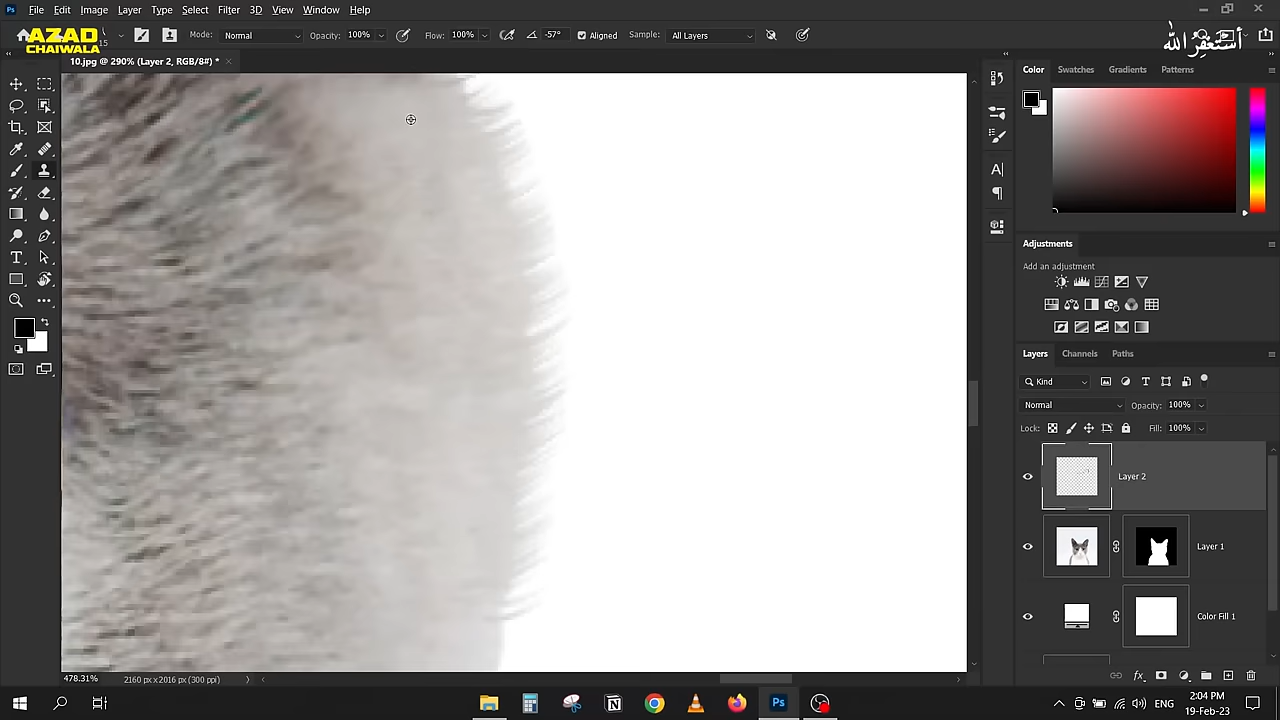 File Edit Image Layer Type Select Filter 3D View Window Help
AZAD
CHAIWALA
15 Mode: Normal Opacity: 100% Flow: 100% -57° Aligned Sample: All Layers
أستغفر الله
10.jpg @ 290% (Layer 2, RGB/8#) *
Color Swatches Gradients Patterns
Adjustments
Add an adjustment
Layers Channels Paths
Kind
Normal Opacity: 100%
Lock: Fill: 100%
Layer 2
Layer 1
Color Fill 1
478.31% 2160 px x 2016 px (300 ppi)
ENG 2:04 PM
19-Feb-23